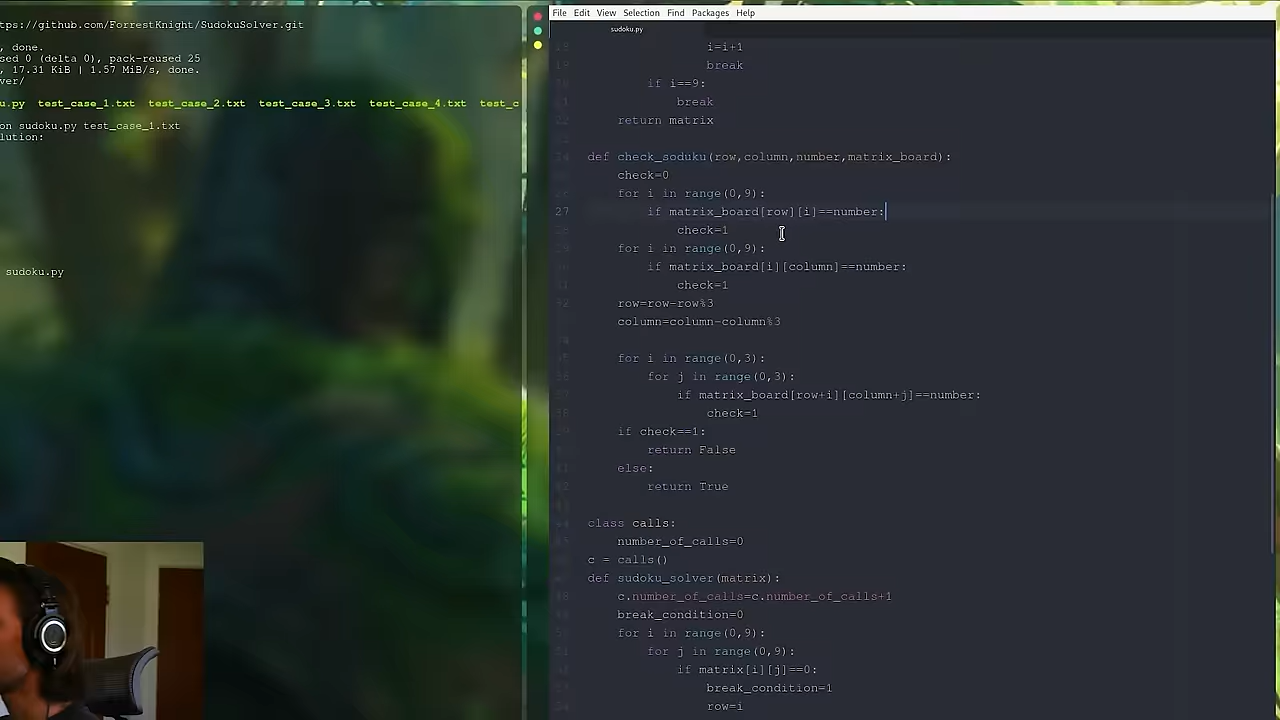 ttps://github.com/ForrestKnight/SudokuSolver.git
, done.
sed 0 (delta 0), pack-reused 25
, 17.31 KiB | 1.57 MiB/s, done.
ver/
u.py test_case_1.txt test_case_2.txt test_case_3.txt test_case_4.txt test_c
on sudoku.py test_case_1.txt
lution:
sudoku.py
File Edit View Selection Find Packages Help
sudoku.py
i=i+1
break
if i==9:
break
return matrix
def check_soduku(row,column,number,matrix_board):
check=0
for i in range(0,9):
27 if matrix_board[row][i]==number:
check=1
for i in range(0,9):
if matrix_board[i][column]==number:
check=1
row=row-row%3
column=column-column%3
for i in range(0,3):
for j in range(0,3):
if matrix_board[row+i][column+j]==number:
check=1
if check==1:
return False
else:
return True
class calls:
number_of_calls=0
c = calls()
def sudoku_solver(matrix):
c.number_of_calls=c.number_of_calls+1
break_condition=0
for i in range(0,9):
for j in range(0,9):
if matrix[i][j]==0:
break_condition=1
row=i